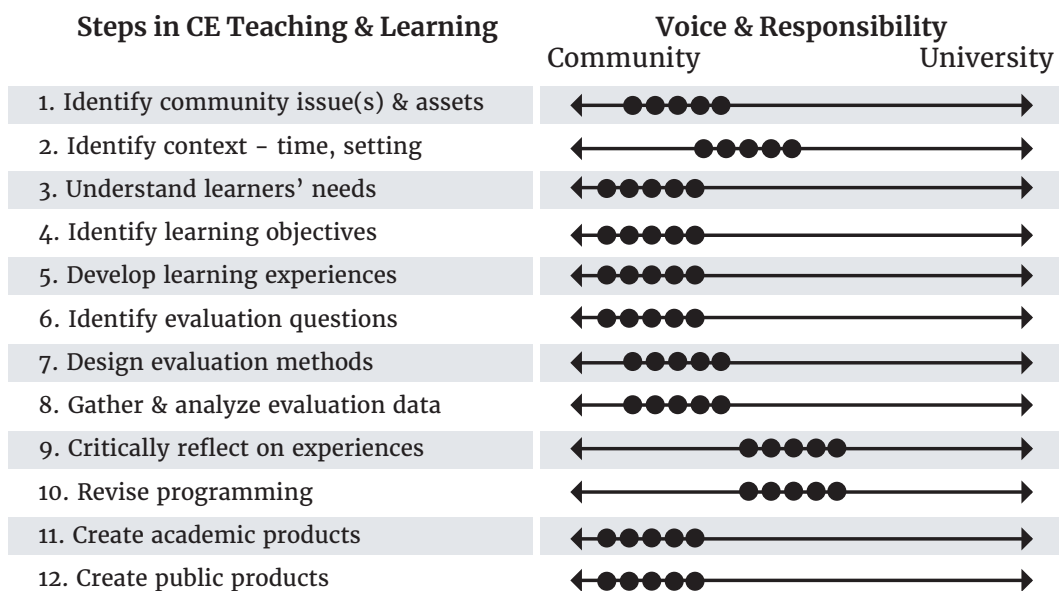 Steps in CE Teaching & Learning
Voice & Responsibility
Community University
1. Identify community issue(s) & assets
2. Identify context - time, setting
3. Understand learners’ needs
4. Identify learning objectives
5. Develop learning experiences
6. Identify evaluation questions
7. Design evaluation methods
8. Gather & analyze evaluation data
9. Critically reflect on experiences
10. Revise programming
11. Create academic products
12. Create public products